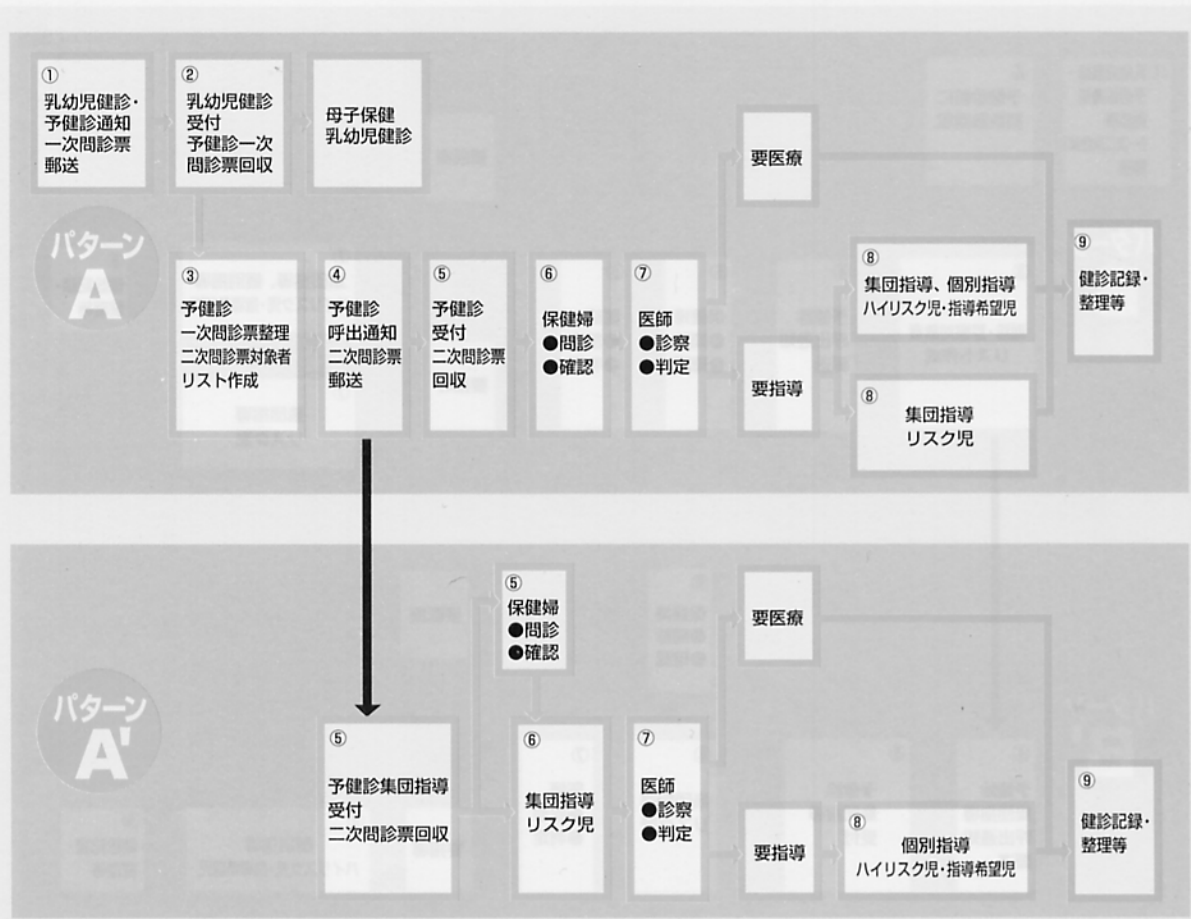 ①
乳幼児健診・
予健診通知
一次問診票
郵送
②
乳幼児健診
受付
予健診一次
問診票回収
母子保健
乳幼児健診
要医療
パターン
A
③
予健診
一次問診票整理
二次問診票対象者
リスト作成
④
予健診
呼出通知
二次問診票
郵送
⑤
予健診
受付
二次問診票
回収
⑥
保健婦
●問診
●確認
⑦
医師
●診察
●判定
要指導
⑧
集団指導、個別指導
ハイリスク児・指導希望児
⑧
集団指導
リスク児
⑨
健診記録・
整理等
パターン
A'
⑤
予健診集団指導
受付
二次問診票回収
⑤
保健婦
●問診
●確認
⑥
集団指導
リスク児
⑦
医師
●診察
●判定
要医療
要指導
⑧
個別指導
ハイリスク児・指導希望児
⑨
健診記録・
整理等